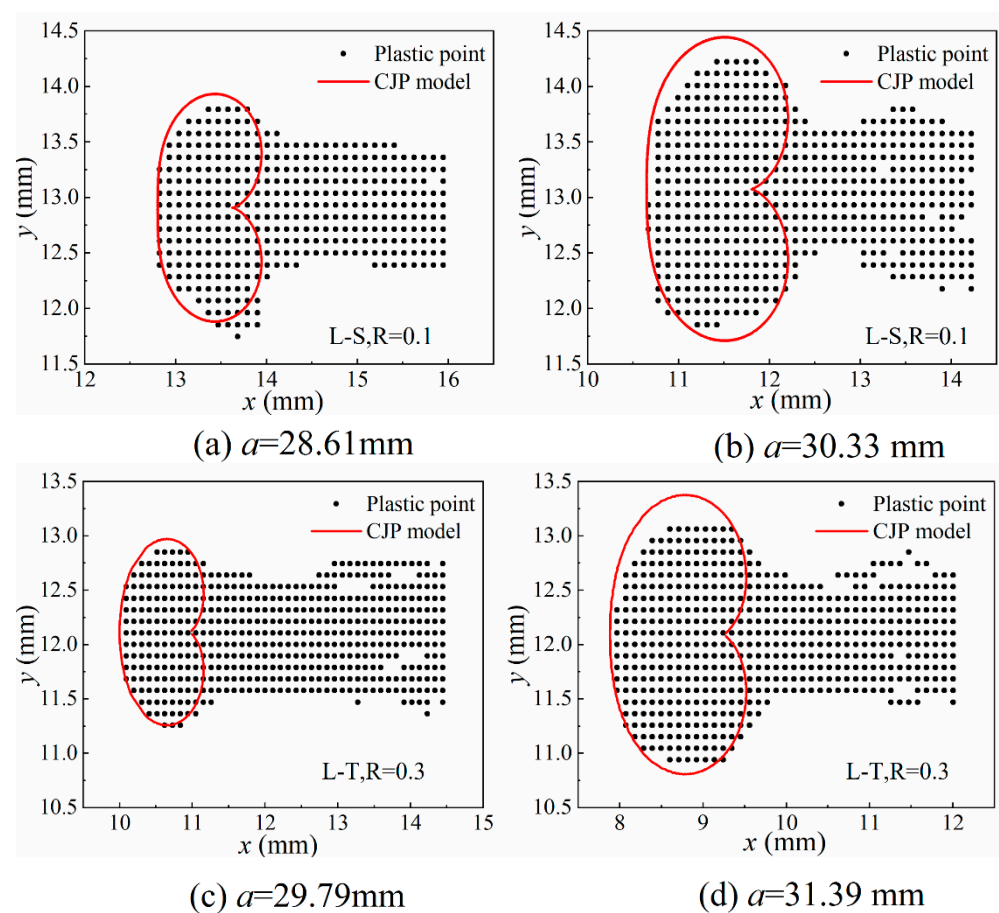 14.5
14.0
13.5
13.0
12.5
12.0
11.5
y (mm)
Plastic point
CJP model
L-S,R=0.1
12 13 14 15 16
x (mm)
(a) a=28.61mm
14.5
14.0
13.5
13.0
12.5
12.0
11.5
y (mm)
Plastic point
CJP model
L-S,R=0.1
10 11 12 13 14
x (mm)
(b) a=30.33 mm
13.5
13.0
12.5
12.0
11.5
11.0
10.5
y (mm)
Plastic point
CJP model
L-T,R=0.3
10 11 12 13 14 15
x (mm)
(c) a=29.79mm
13.5
13.0
12.5
12.0
11.5
11.0
10.5
y (mm)
Plastic point
CJP model
L-T,R=0.3
8 9 10 11 12
x (mm)
(d) a=31.39 mm